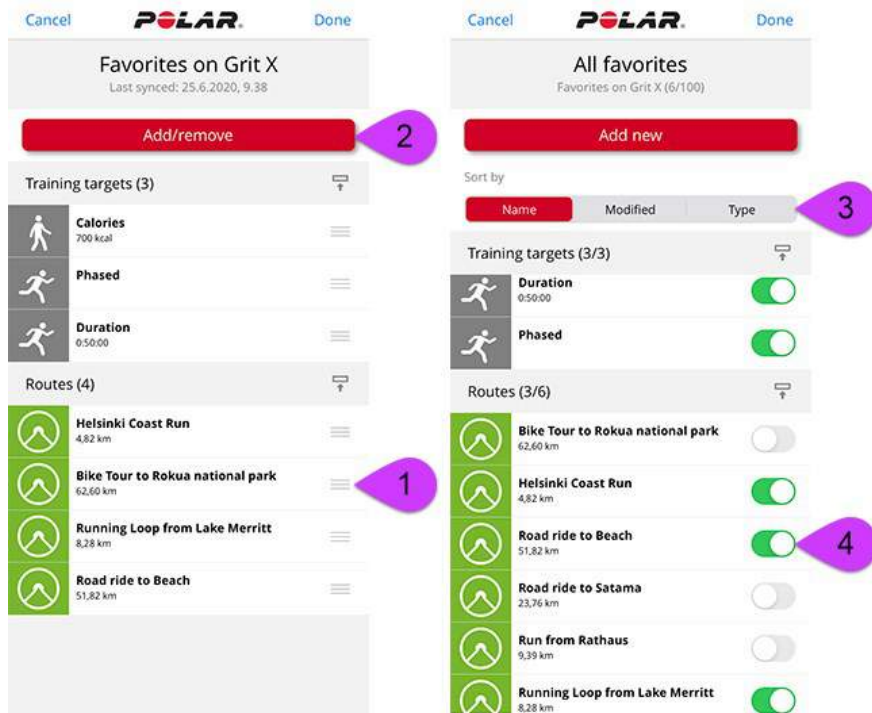 Cancel
POLAR.
Done
Favorites on Grit X
Last synced: 25.6.2020, 9.38
Add/remove
2
Training targets (3)
Calories
700 kcal
Phased
Duration
0:50:00
Routes (4)
Helsinki Coast Run
4,82 km
Bike Tour to Rokua national park
62,60 km
1
Running Loop from Lake Merritt
8,28 km
Road ride to Beach
51,82 km
Cancel
POLAR.
Done
All favorites
Favorites on Grit X (6/100)
Add new
Sort by
Name Modified Type
3
Training targets (3/3)
Duration
0:50:00
Phased
Routes (3/6)
Bike Tour to Rokua national park
62,60 km
Helsinki Coast Run
4,82 km
Road ride to Beach
51,82 km
4
Road ride to Satama
23,76 km
Run from Rathaus
9,39 km
Running Loop from Lake Merritt
8,28 km